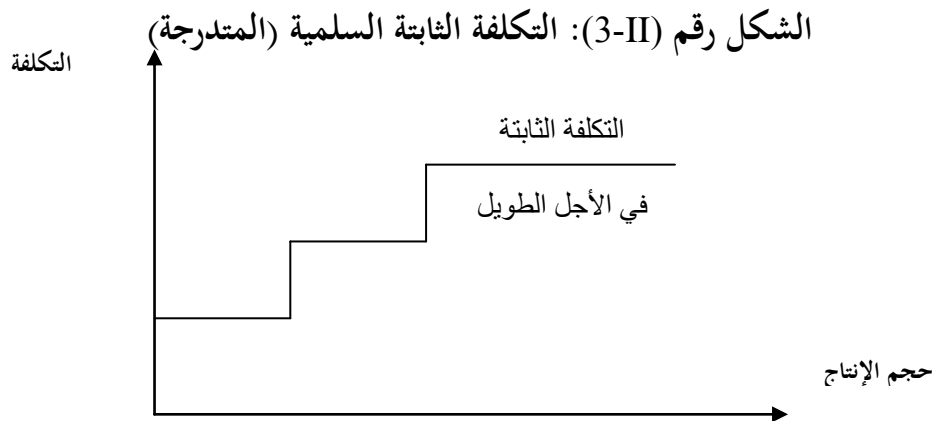 الشكل رقم (3-II): التكلفة الثابتة السلمية (المتدرجة)
التكلفة
التكلفة الثابتة
في الأجل الطويل
حجم الإنتاج